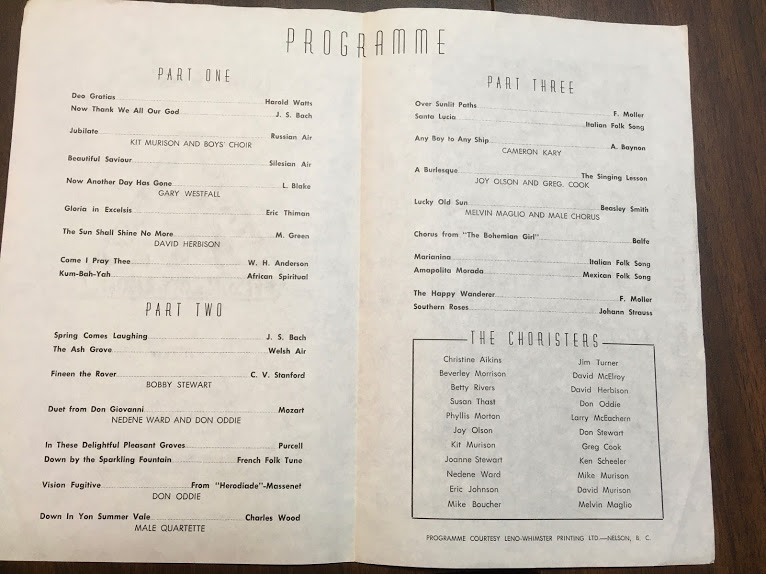 PROGRAMME
PART ONE
Deo Gratias Harold Watts
Now Thank We All Our God J. S. Bach
Jubilate Russian Air
KIT MURISON AND BOYS' CHOIR
Beautiful Saviour Silesian Air
Now Another Day Has Gone L. Blake
GARY WESTFALL
Gloria in Excelsis Eric Thiman
The Sun Shall Shine No More M. Green
DAVID HERBISON
Come I Pray Thee W. H. Anderson
Kum-Bah-Yah African Spiritual
PART TWO
Spring Comes Laughing J. S. Bach
The Ash Grove Welsh Air
Fineen the Rover C. V. Stanford
BOBBY STEWART
Duet from Don Giovanni Mozart
NEDENE WARD AND DON ODDIE
In These Delightful Pleasant Groves Purcell
Down by the Sparkling Fountain French Folk Tune
Vision Fugitive From "Herodiade"-Massenet
DON ODDIE
Down In Yon Summer Vale Charles Wood
MALE QUARTETTE
PART THREE
Over Sunlit Paths F. Moller
Santa Lucia Italian Folk Song
Any Boy to Any Ship A. Baynon
CAMERON KARY
A Burlesque The Singing Lesson
JOY OLSON AND GREG. COOK
Lucky Old Sun Beasley Smith
MELVIN MAGLIO AND MALE CHORUS
Chorus from "The Bohemian Girl" Balfe
Marianina Italian Folk Song
Amapolita Morada Mexican Folk Song
The Happy Wanderer F. Moller
Southern Roses Johann Strauss
THE CHORISTERS
Christine Aikins
Beverley Morrison
Betty Rivers
Susan Thast
Phyllis Morton
Joy Olson
Kit Murison
Joanne Stewart
Nedene Ward
Eric Johnson
Mike Boucher
Jim Turner
David McElroy
David Herbison
Don Oddie
Larry McEachern
Don Stewart
Greg Cook
Ken Scheeler
Mike Murison
David Murison
Melvin Maglio
PROGRAMME COURTESY LENO-WHIMSTER PRINTING LTD.—NELSON, B. C.